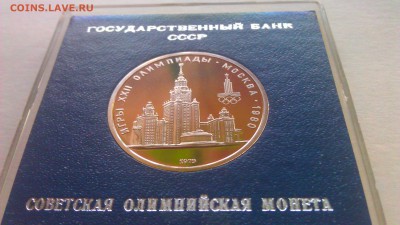 COINS.LAVE.RU
ГОСУДАРСТВЕННЫЙ БАНК
СССР
ИГРЫ XXII ОЛИМПИАДЫ · МОСКВА · 1980
1979
СОВЕТСКАЯ ОЛИМПИЙСКАЯ МОНЕТА